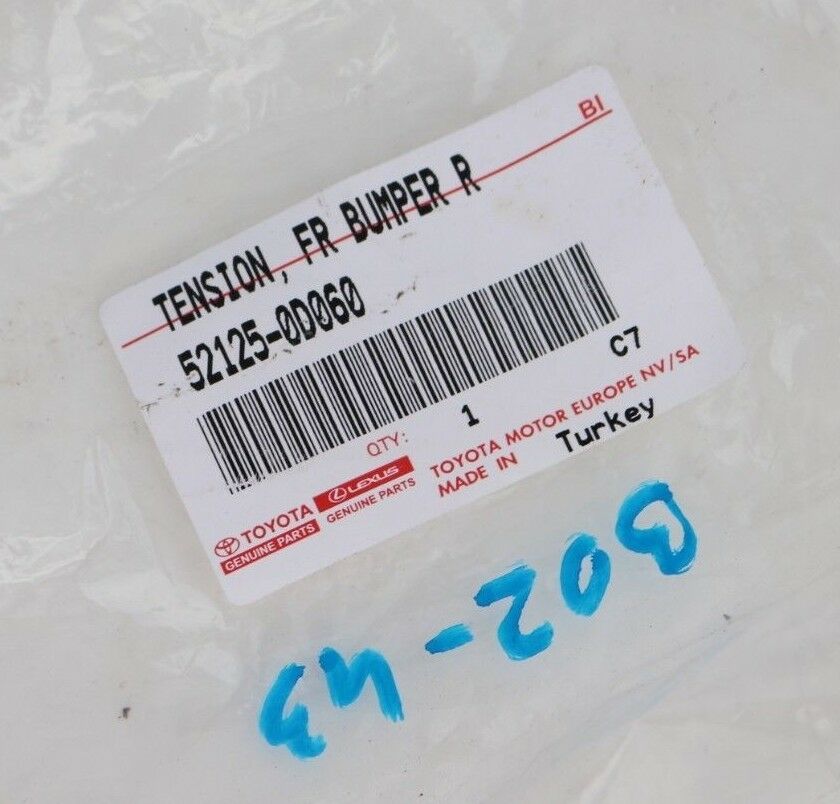 BI
TENSION, FR BUMPER R
52125-0D060
C7
QTY: 1
TOYOTA MOTOR EUROPE NV/SA
MADE IN Turkey
TOYOTA
GENUINE PARTS
LEXUS
GENUINE PARTS
B02-43